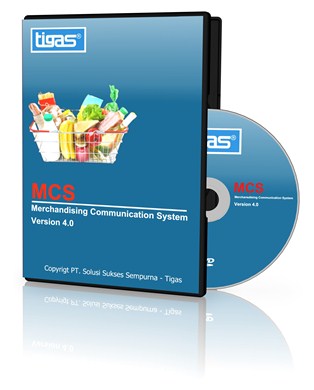 tigas®
MCS
Merchandising Communication System
Version 4.0
Copyrigt PT. Solusi Sukses Sempurna - Tigas
gas®
MCS
Merchandising Communication System
Version 4.0